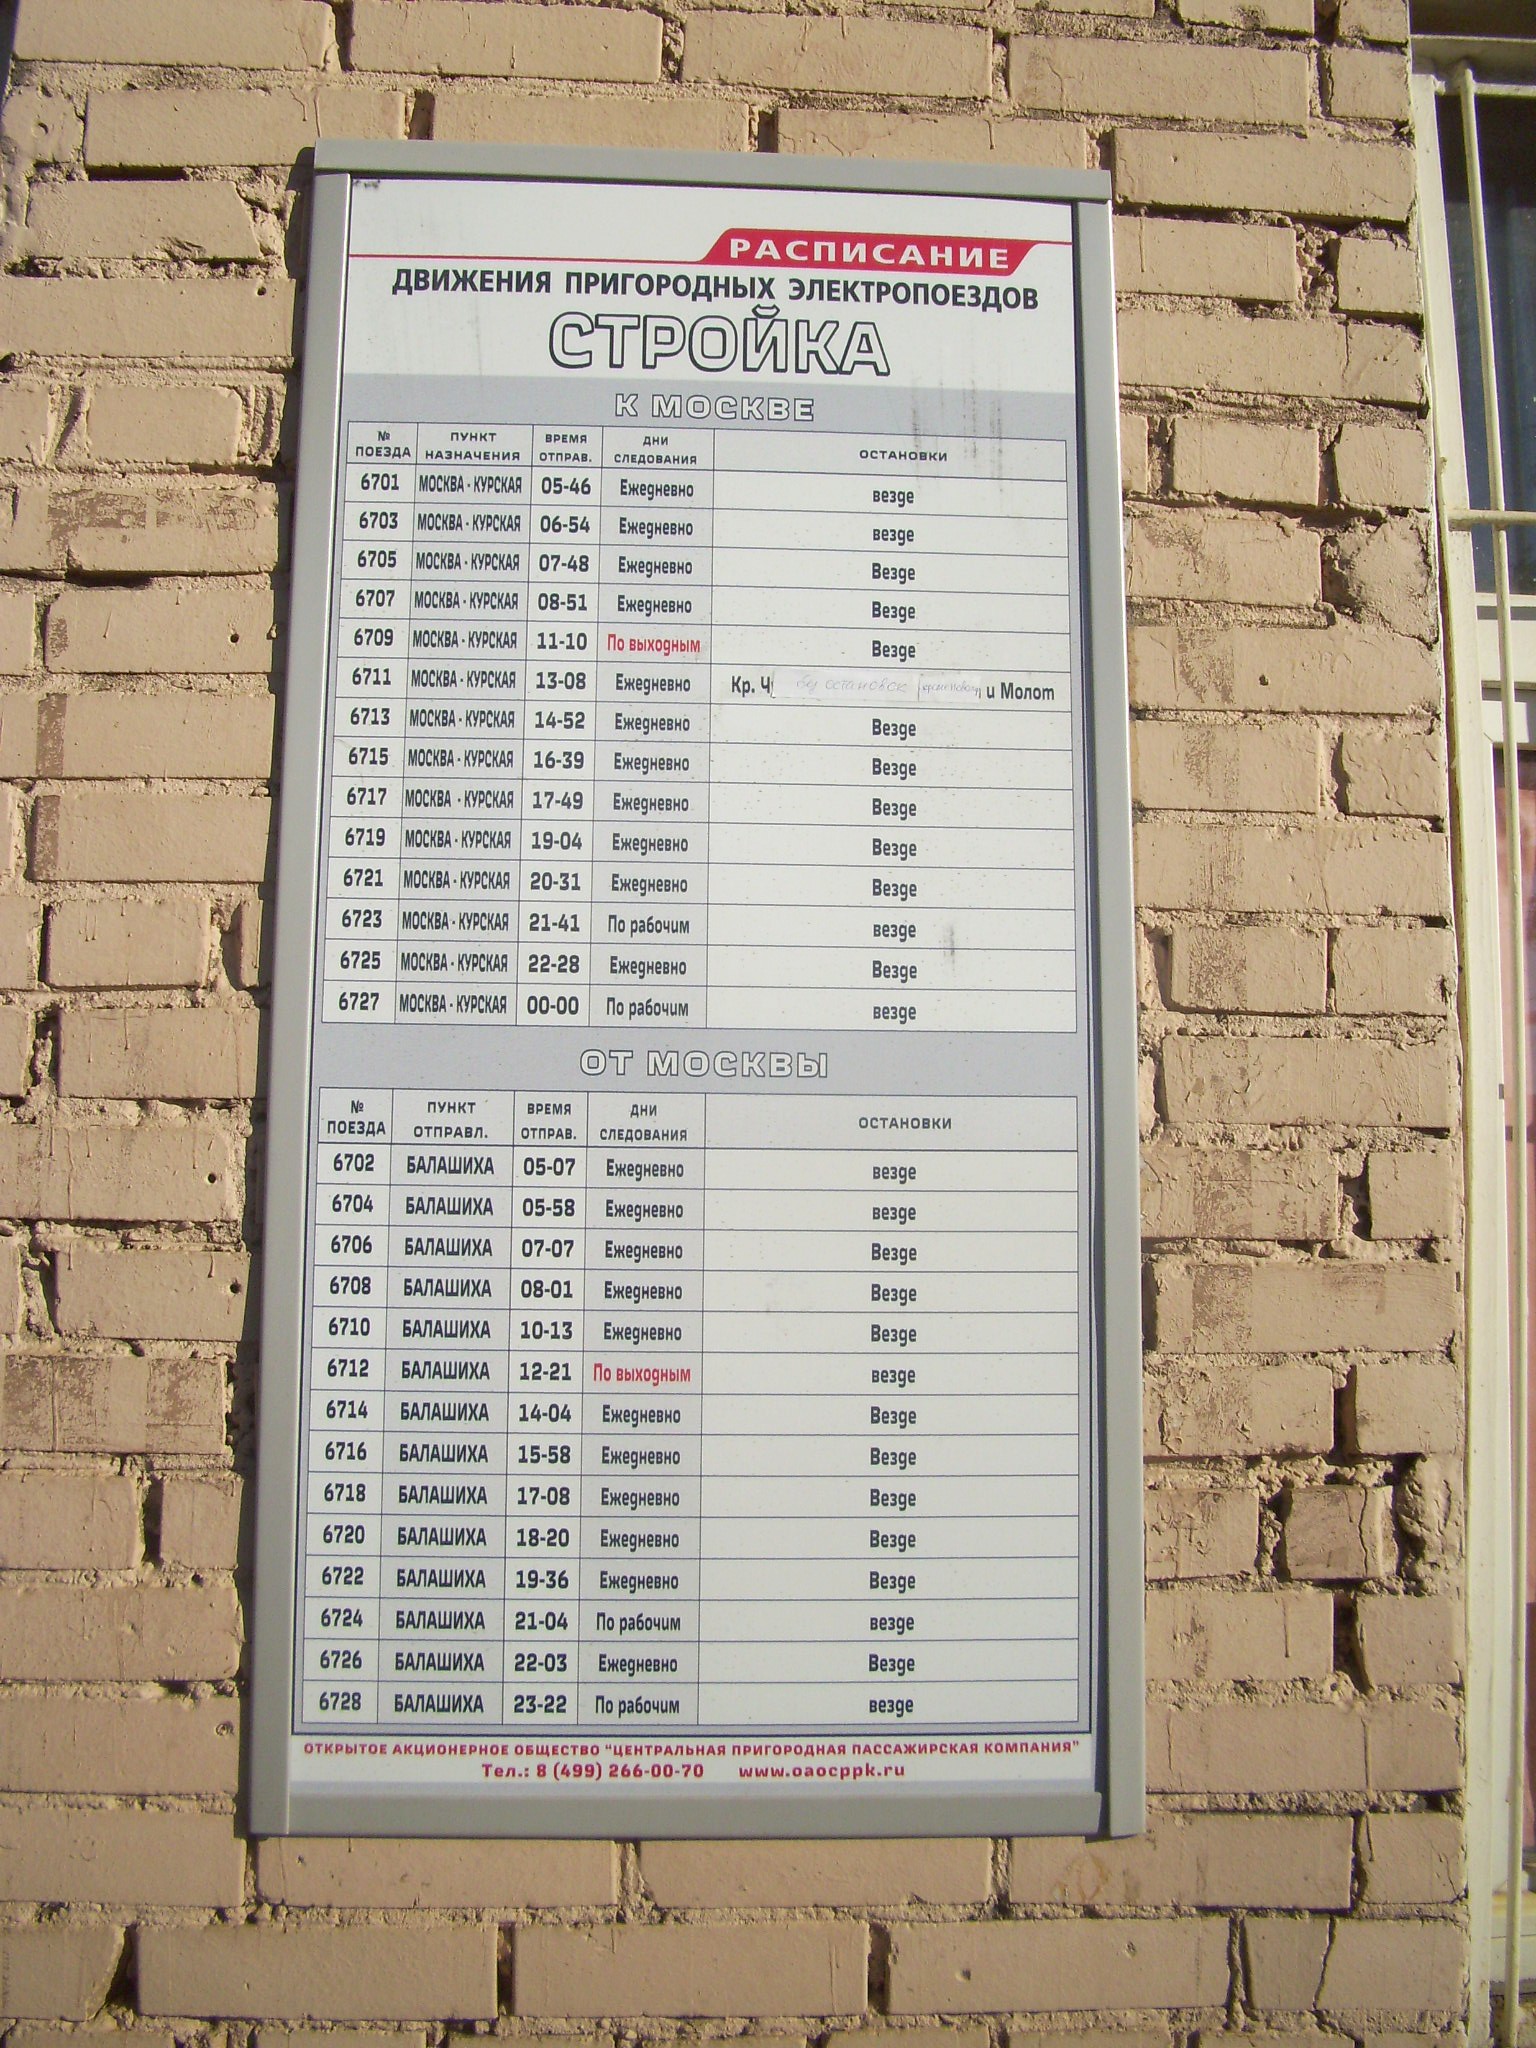 РАСПИСАНИЕ
ДВИЖЕНИЯ ПРИГОРОДНЫХ ЭЛЕКТРОПОЕЗДОВ
СТРОЙКА
К МОСКВЕ
№ ПОЕЗДА ПУНКТ НАЗНАЧЕНИЯ ВРЕМЯ ОТПРАВ. ДНИ СЛЕДОВАНИЯ ОСТАНОВКИ
6701 МОСКВА - КУРСКАЯ 05-46 Ежедневно везде
6703 МОСКВА - КУРСКАЯ 06-54 Ежедневно везде
6705 МОСКВА - КУРСКАЯ 07-48 Ежедневно Везде
6707 МОСКВА - КУРСКАЯ 08-51 Ежедневно Везде
6709 МОСКВА - КУРСКАЯ 11-10 По выходным Везде
6711 МОСКВА - КУРСКАЯ 13-08 Ежедневно Кр. без остановок и Молот
6713 МОСКВА - КУРСКАЯ 14-52 Ежедневно Везде
6715 МОСКВА - КУРСКАЯ 16-39 Ежедневно Везде
6717 МОСКВА - КУРСКАЯ 17-49 Ежедневно Везде
6719 МОСКВА - КУРСКАЯ 19-04 Ежедневно Везде
6721 МОСКВА - КУРСКАЯ 20-31 Ежедневно Везде
6723 МОСКВА - КУРСКАЯ 21-41 По рабочим везде
6725 МОСКВА - КУРСКАЯ 22-28 Ежедневно Везде
6727 МОСКВА - КУРСКАЯ 00-00 По рабочим везде
ОТ МОСКВЫ
№ ПОЕЗДА ПУНКТ ОТПРАВЛ. ВРЕМЯ ОТПРАВ. ДНИ СЛЕДОВАНИЯ ОСТАНОВКИ
6702 БАЛАШИХА 05-07 Ежедневно везде
6704 БАЛАШИХА 05-58 Ежедневно везде
6706 БАЛАШИХА 07-07 Ежедневно Везде
6708 БАЛАШИХА 08-01 Ежедневно Везде
6710 БАЛАШИХА 10-13 Ежедневно Везде
6712 БАЛАШИХА 12-21 По выходным везде
6714 БАЛАШИХА 14-04 Ежедневно Везде
6716 БАЛАШИХА 15-58 Ежедневно Везде
6718 БАЛАШИХА 17-08 Ежедневно Везде
6720 БАЛАШИХА 18-20 Ежедневно Везде
6722 БАЛАШИХА 19-36 Ежедневно Везде
6724 БАЛАШИХА 21-04 По рабочим везде
6726 БАЛАШИХА 22-03 Ежедневно Везде
6728 БАЛАШИХА 23-22 По рабочим везде
ОТКРЫТОЕ АКЦИОНЕРНОЕ ОБЩЕСТВО "ЦЕНТРАЛЬНАЯ ПРИГОРОДНАЯ ПАССАЖИРСКАЯ КОМПАНИЯ"
Тел.: 8 (499) 266-00-70 www.oaocppk.ru